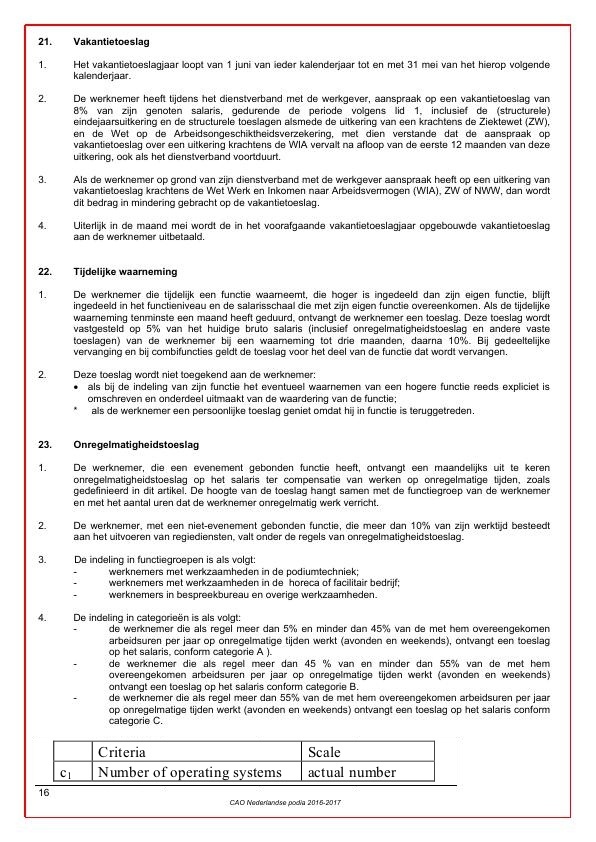 21. Vakantietoeslag
1. Het vakantietoeslagjaar loopt van 1 juni van ieder kalenderjaar tot en met 31 mei van het hierop volgende
kalenderjaar.
2. De werknemer heeft tijdens het dienstverband met de werkgever, aanspraak op een vakantietoeslag van
8% van zijn genoten salaris, gedurende de periode volgens lid 1, inclusief de (structurele)
eindejaarsuitkering en de structurele toeslagen alsmede de uitkering van een krachtens de Ziektewet (ZW),
en de Wet op de Arbeidsongeschiktheidsverzekering, met dien verstande dat de aanspraak op
vakantietoeslag over een uitkering krachtens de WIA vervalt na afloop van de eerste 12 maanden van deze
uitkering, ook als het dienstverband voortduurt.
3. Als de werknemer op grond van zijn dienstverband met de werkgever aanspraak heeft op een uitkering van
vakantietoeslag krachtens de Wet Werk en Inkomen naar Arbeidsvermogen (WIA), ZW of NWW, dan wordt
dit bedrag in mindering gebracht op de vakantietoeslag.
4. Uiterlijk in de maand mei wordt de in het voorafgaande vakantietoeslagjaar opgebouwde vakantietoeslag
aan de werknemer uitbetaald.
22. Tijdelijke waarneming
1. De werknemer die tijdelijk een functie waarneemt, die hoger is ingedeeld dan zijn eigen functie, blijft
ingedeeld in het functieniveau en de salarisschaal die met zijn eigen functie overeenkomen. Als de tijdelijke
waarneming tenminste een maand heeft geduurd, ontvangt de werknemer een toeslag. Deze toeslag wordt
vastgesteld op 5% van het huidige bruto salaris (inclusief onregelmatigheidstoeslag en andere vaste
toeslagen) van de werknemer bij een waarneming tot drie maanden, daarna 10%. Bij gedeeltelijke
vervanging en bij combifuncties geldt de toeslag voor het deel van de functie dat wordt vervangen.
2. Deze toeslag wordt niet toegekend aan de werknemer:
• als bij de indeling van zijn functie het eventueel waarnemen van een hogere functie reeds expliciet is
omschreven en onderdeel uitmaakt van de waardering van de functie;
* als de werknemer een persoonlijke toeslag geniet omdat hij in functie is teruggetreden.
23. Onregelmatigheidstoeslag
1. De werknemer, die een evenement gebonden functie heeft, ontvangt een maandelijks uit te keren
onregelmatigheidstoeslag op het salaris ter compensatie van werken op onregelmatige tijden, zoals
gedefinieerd in dit artikel. De hoogte van de toeslag hangt samen met de functiegroep van de werknemer
en met het aantal uren dat de werknemer onregelmatig werk verricht.
2. De werknemer, met een niet-evenement gebonden functie, die meer dan 10% van zijn werktijd besteedt
aan het uitvoeren van regiediensten, valt onder de regels van onregelmatigheidstoeslag.
3. De indeling in functiegroepen is als volgt:
- werknemers met werkzaamheden in de podiumtechniek;
- werknemers met werkzaamheden in de horeca of facilitair bedrijf;
- werknemers in bespreekbureau en overige werkzaamheden.
4. De indeling in categorieën is als volgt:
- de werknemer die als regel meer dan 5% en minder dan 45% van de met hem overeengekomen
arbeidsuren per jaar op onregelmatige tijden werkt (avonden en weekends), ontvangt een toeslag
op het salaris, conform categorie A ).
- de werknemer die als regel meer dan 45 % van en minder dan 55% van de met hem
overeengekomen arbeidsuren per jaar op onregelmatige tijden werkt (avonden en weekends)
ontvangt een toeslag op het salaris conform categorie B.
- de werknemer die als regel meer dan 55% van de met hem overeengekomen arbeidsuren per jaar
op onregelmatige tijden werkt (avonden en weekends) ontvangt een toeslag op het salaris conform
categorie C.
Criteria Scale
c1 Number of operating systems actual number
16
CAO Nederlandse podia 2016-2017